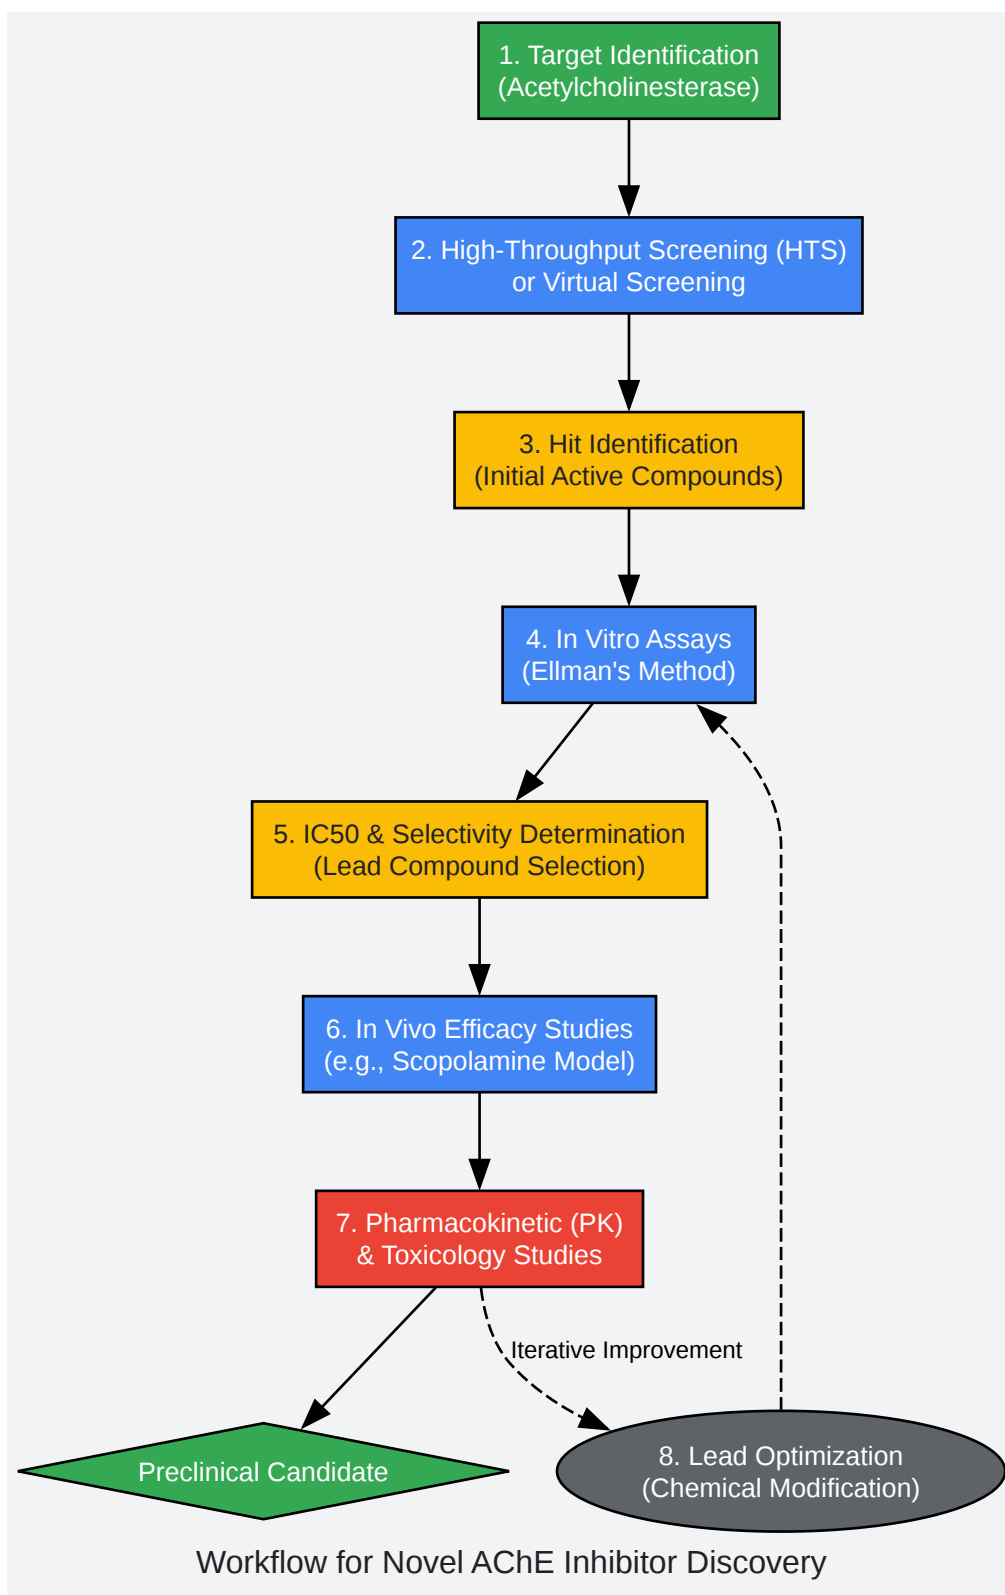 1. Target Identification
(Acetylcholinesterase)
2. High-Throughput Screening (HTS)
or Virtual Screening
3. Hit Identification
(Initial Active Compounds)
4. In Vitro Assays
(Ellman's Method)
5. IC50 & Selectivity Determination
(Lead Compound Selection)
6. In Vivo Efficacy Studies
(e.g., Scopolamine Model)
7. Pharmacokinetic (PK)
& Toxicology Studies
Iterative Improvement
Preclinical Candidate
8. Lead Optimization
(Chemical Modification)
Workflow for Novel AChE Inhibitor Discovery